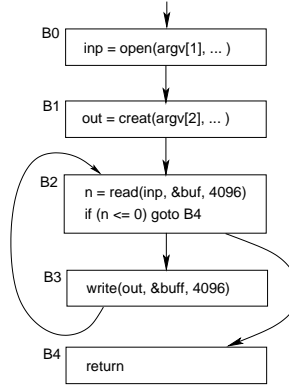 B0
inp = open(argv[1], ... )
B1
out = creat(argv[2], ... )
B2
n = read(inp, &buf, 4096)
if (n <= 0) goto B4
B3
write(out, &buff, 4096)
B4
return